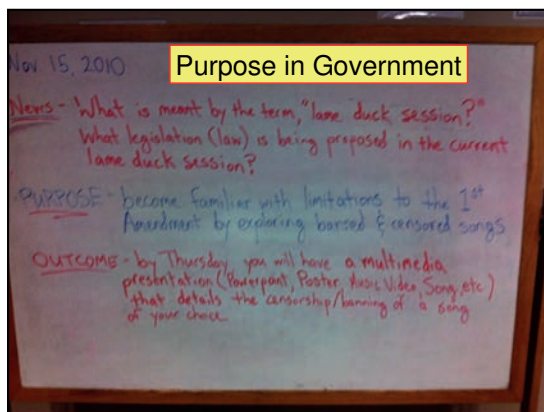 Purpose in Government
Nov. 15, 2010
News - What is meant by the term, "lame duck session?"
What legislation (law) is being proposed in the current
lame duck session?
PURPOSE - become familiar with limitations to the 1st
Amendment by exploring banned & censored songs
OUTCOME - by Thursday you will have a multimedia
presentation (Powerpoint, Poster, Music Video, Song, etc.)
that details the censorship/banning of a song
of your choice